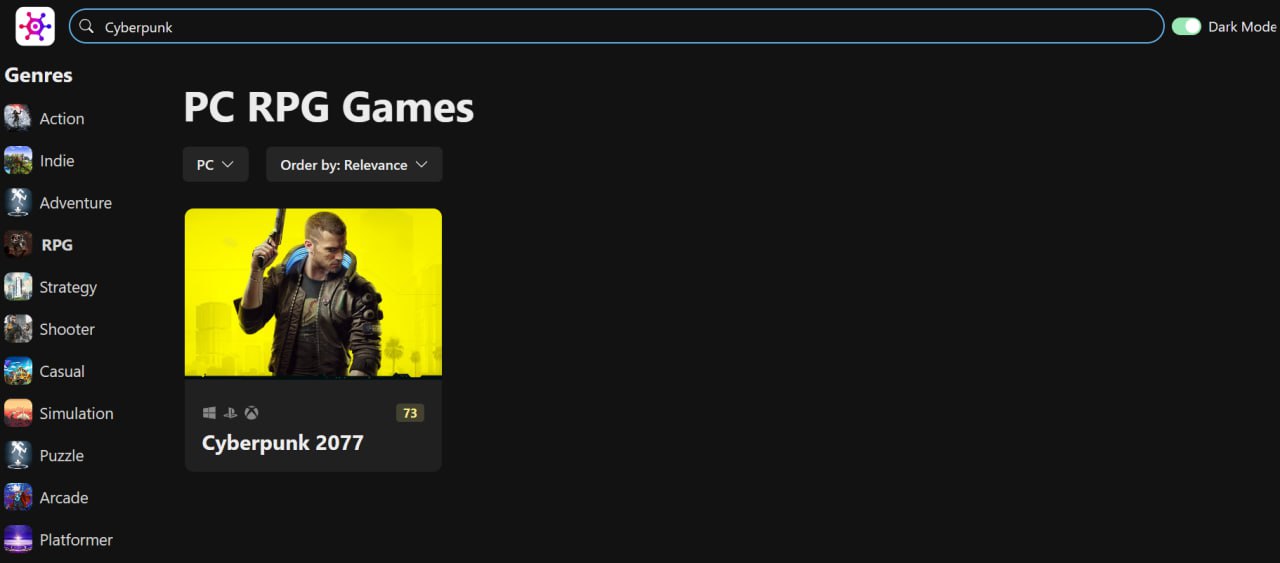 Cyberpunk
Dark Mode
Genres
Action
Indie
Adventure
RPG
Strategy
Shooter
Casual
Simulation
Puzzle
Arcade
Platformer
PC RPG Games
PC
Order by: Relevance
73
Cyberpunk 2077